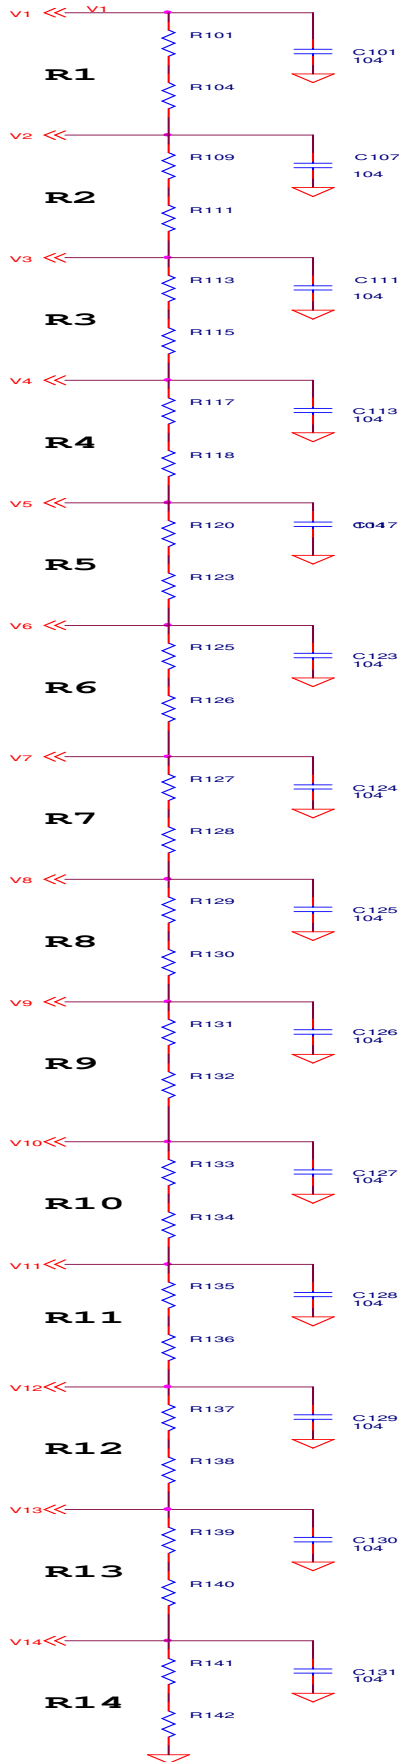 V1 V1
R101
C101
104
R1
R104
V2
R109
C107
104
R2
R111
V3
R113
C111
104
R3
R115
V4
R117
C113
104
R4
R118
V5
R120
R5
R123
V6
R125
C123
104
R6
R126
V7
R127
C124
104
R7
R128
V8
R129
C125
104
R8
R130
V9
R131
C126
104
R9
R132
V10
R133
C127
104
R10
R134
V11
R135
C128
104
R11
R136
V12
R137
C129
104
R12
R138
V13
R139
C130
104
R13
R140
V14
R141
C131
104
R14
R142